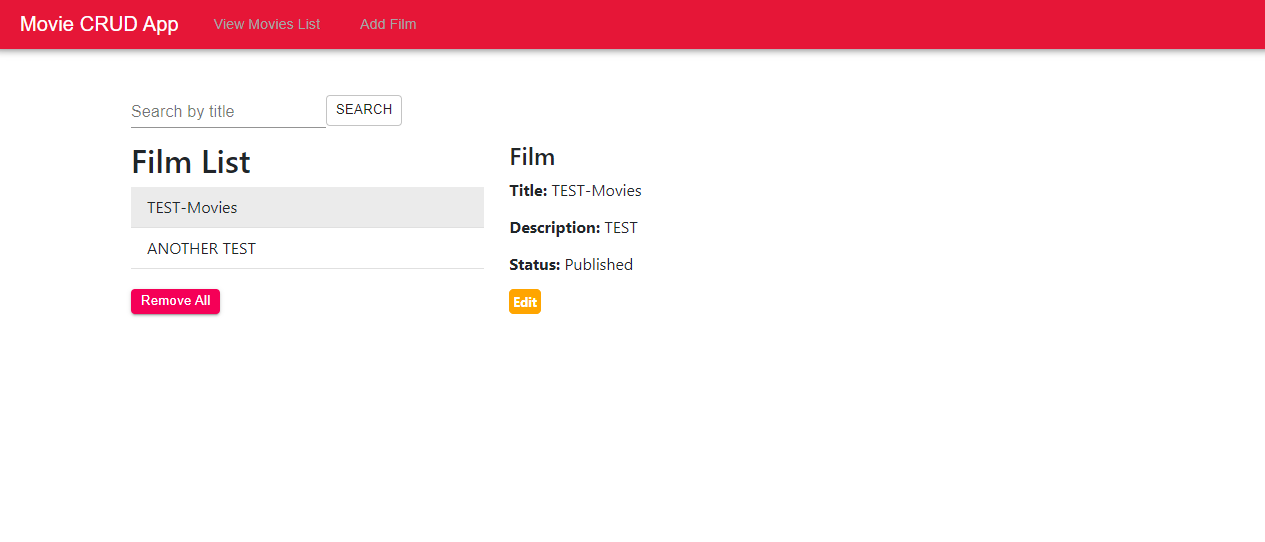 Movie CRUD App View Movies List Add Film
Search by title SEARCH
Film List
TEST-Movies
ANOTHER TEST
Remove All
Film
Title: TEST-Movies
Description: TEST
Status: Published
Edit